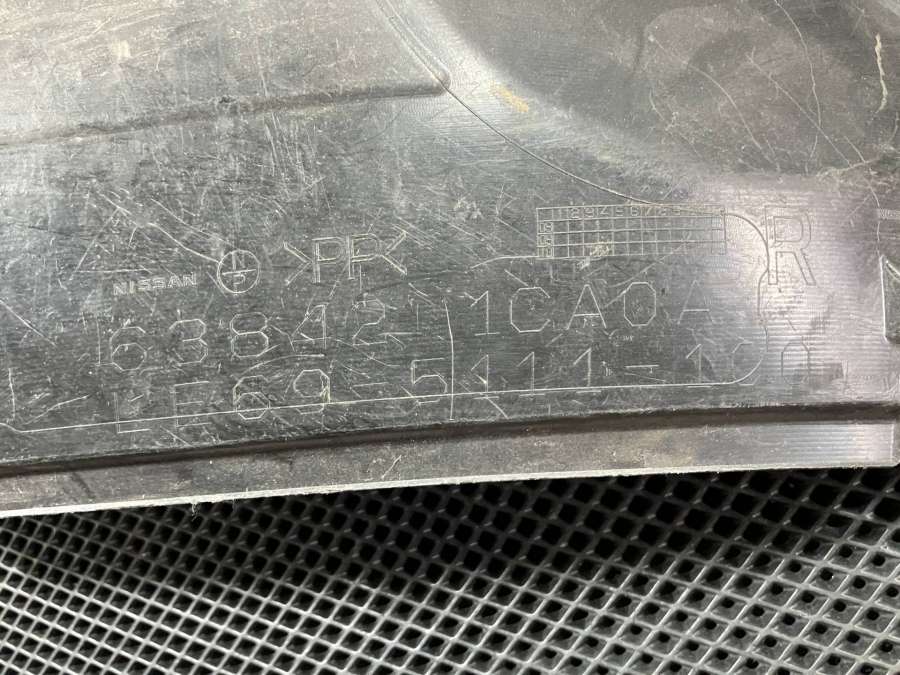 NISSAN >PP< R
63842 1CA0A
LE69-5111-100